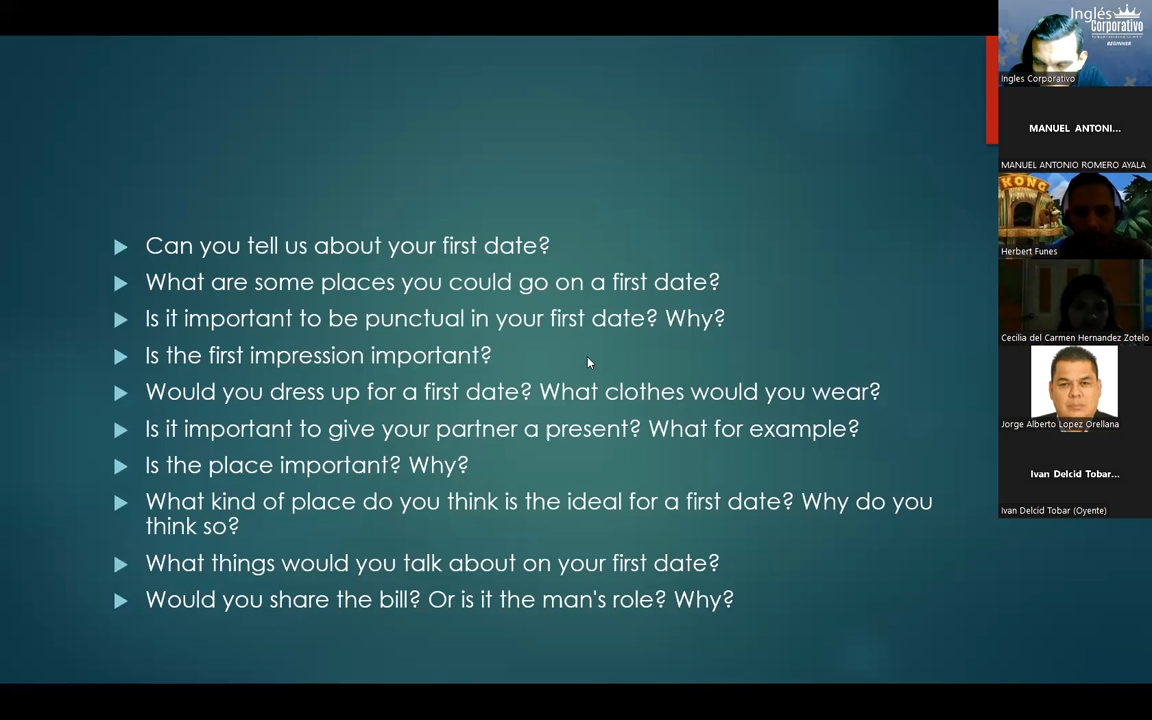 Can you tell us about your first date?
What are some places you could go on a first date?
Is it important to be punctual in your first date? Why?
Is the first impression important?
Would you dress up for a first date? What clothes would you wear?
Is it important to give your partner a present? What for example?
Is the place important? Why?
What kind of place do you think is the ideal for a first date? Why do you
think so?
What things would you talk about on your first date?
Would you share the bill? Or is it the man's role? Why?
Inglés
Corporativo
BEGINNER
Ingles Corporativo
MANUEL ANTONI...
MANUEL ANTONIO ROMERO AYALA
KONG
Herbert Funes
Cecilia del Carmen Hernandez Zotelo
Jorge Alberto Lopez Orellana
Ivan Delcid Tobar...
Ivan Delcid Tobar (Oyente)